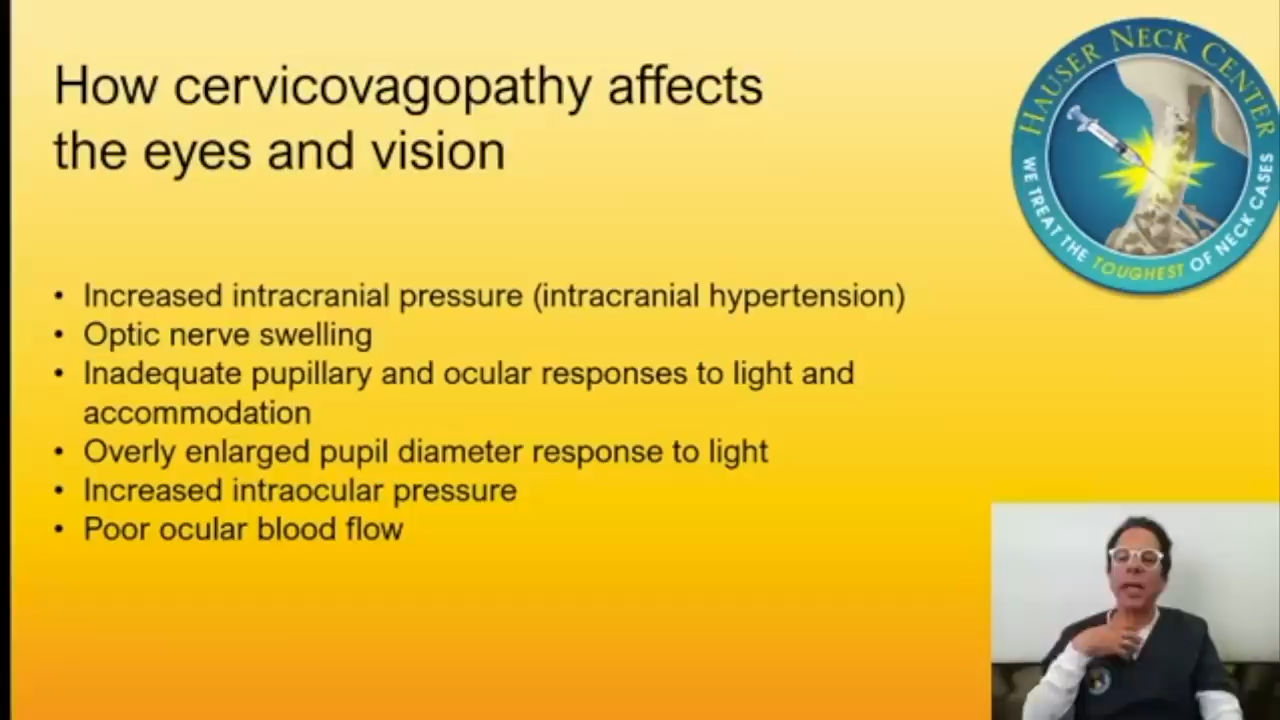 How cervicovagopathy affects
the eyes and vision
HAUSER NECK CENTER
WE TREAT THE TOUGHEST OF NECK CASES
• Increased intracranial pressure (intracranial hypertension)
• Optic nerve swelling
• Inadequate pupillary and ocular responses to light and
accommodation
• Overly enlarged pupil diameter response to light
• Increased intraocular pressure
• Poor ocular blood flow